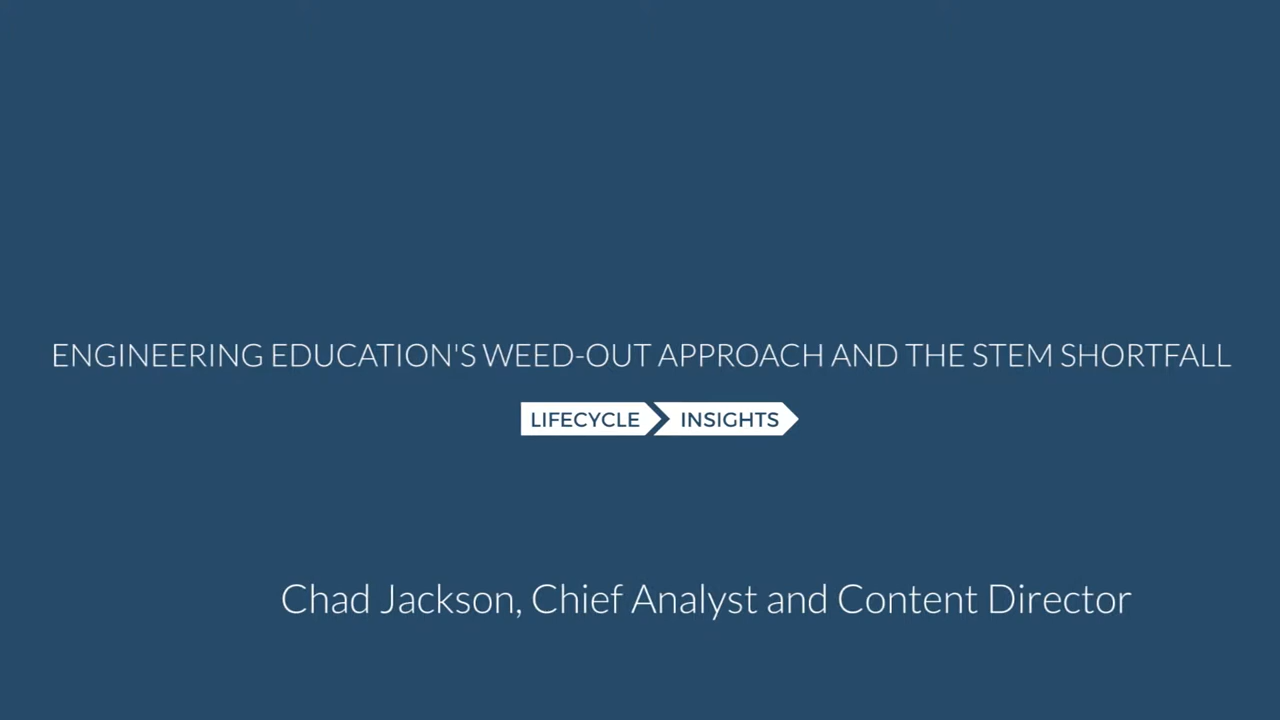 ENGINEERING EDUCATION'S WEED-OUT APPROACH AND THE STEM SHORTFALL
LIFECYCLE INSIGHTS
Chad Jackson, Chief Analyst and Content Director